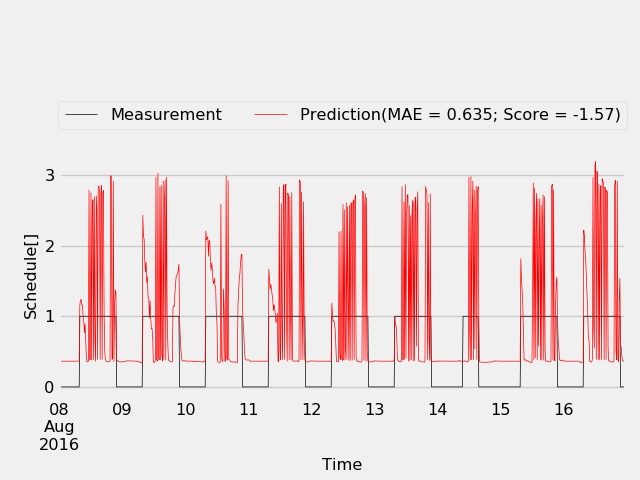 Measurement Prediction(MAE = 0.635; Score = -1.57)
3
2
1
0
Schedule[]
08 09 10 11 12 13 14 15 16
Aug
2016
Time